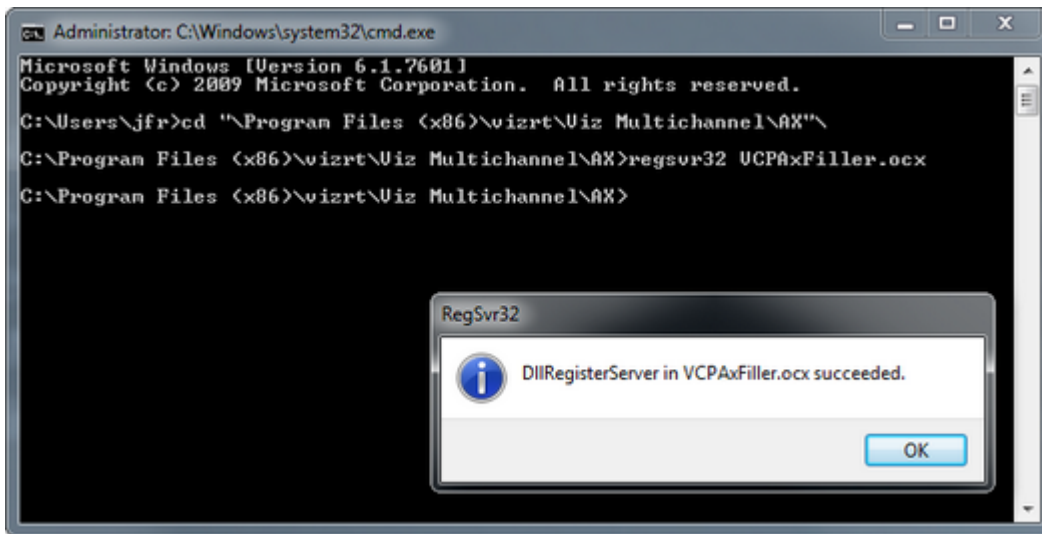 Administrator: C:\Windows\system32\cmd.exe
Microsoft Windows [Version 6.1.7601]
Copyright (c) 2009 Microsoft Corporation.  All rights reserved.
C:\Users\jfr>cd "\Program Files (x86)\vizrt\Viz Multichannel\AX"\
C:\Program Files (x86)\vizrt\Viz Multichannel\AX>regsvr32 VCPAxFiller.ocx
C:\Program Files (x86)\vizrt\Viz Multichannel\AX>
RegSvr32
DllRegisterServer in VCPAxFiller.ocx succeeded.
OK